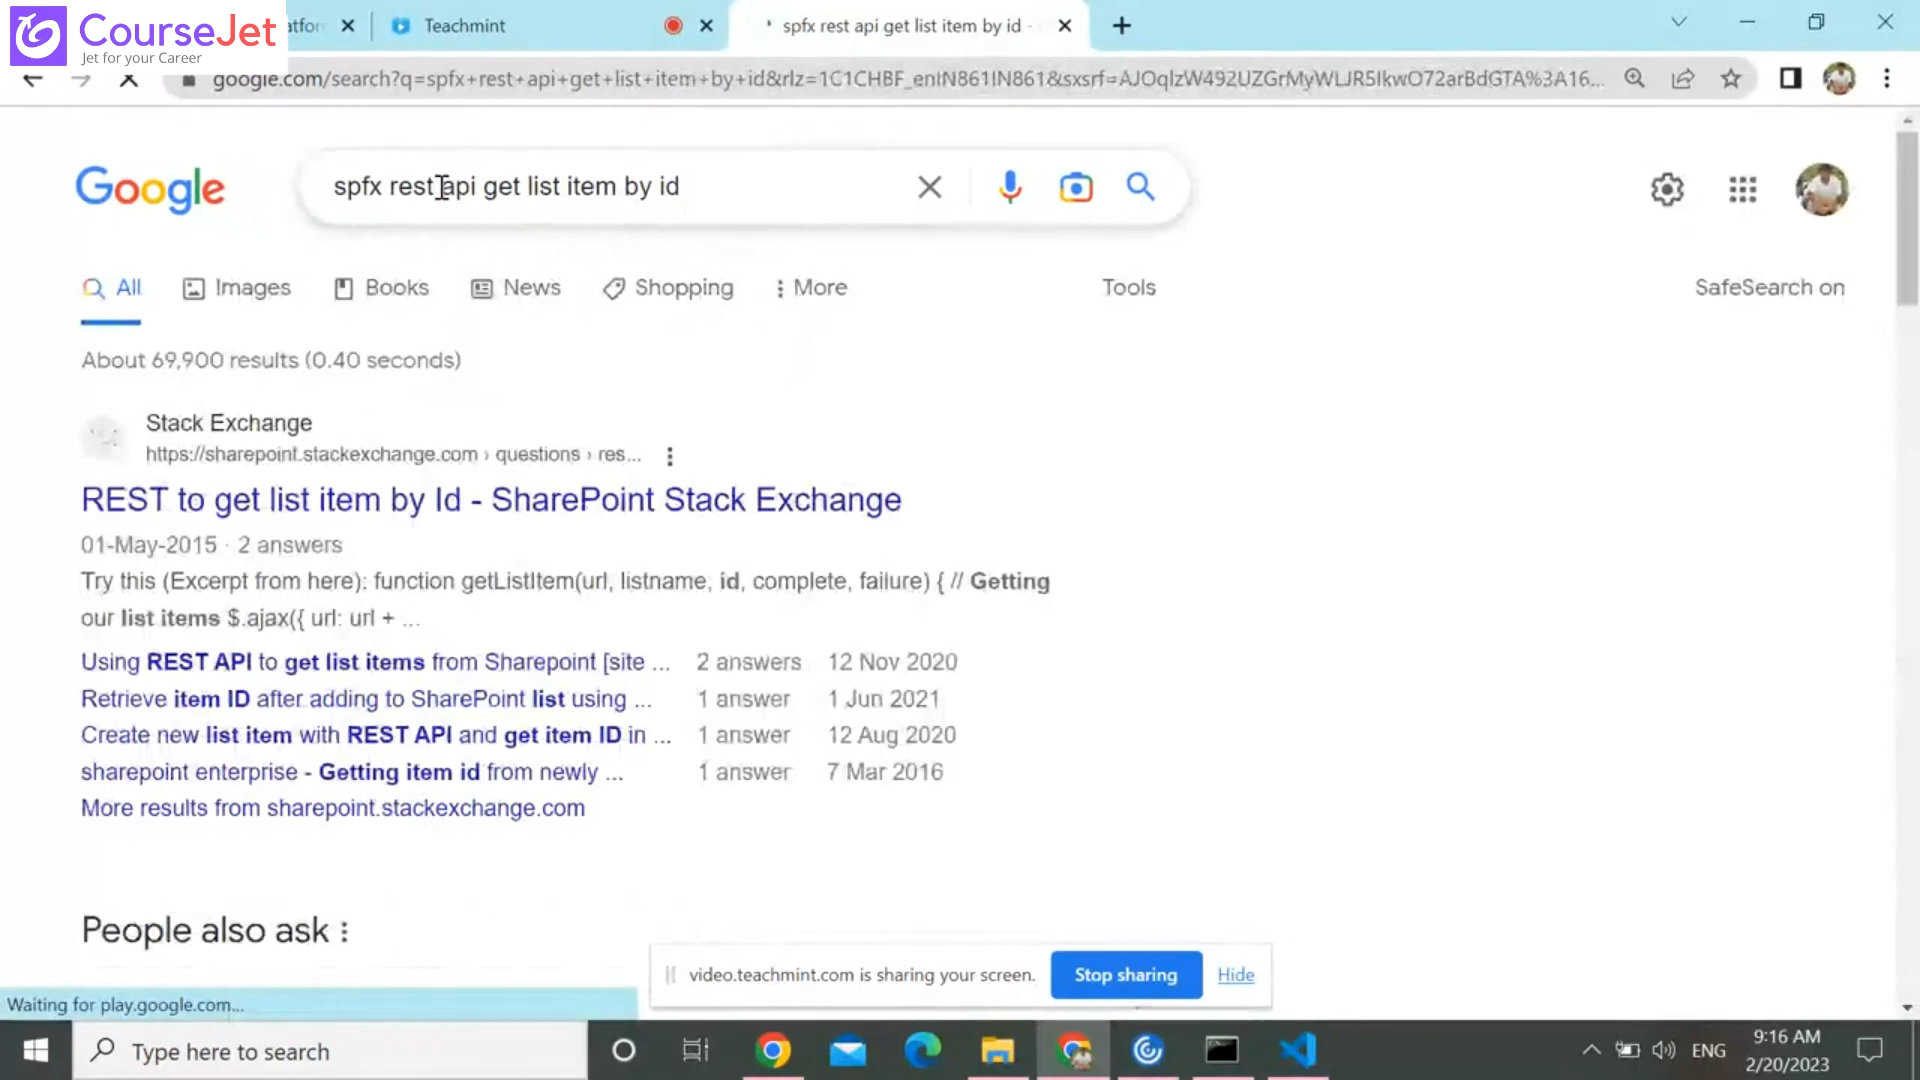 CourseJet
Jet for your Career
atfor
Teachmint
spfx rest api get list item by id -
google.com/search?q=spfx+rest+api+get+list+item+by+id&rlz=1C1CHBF_enIN861IN861&sxsrf=AJOqlzW492UZGrMyWLJR5IkwO72arBdGTA%3A16...
Google
spfx rest api get list item by id
All
Images
Books
News
Shopping
More
Tools
SafeSearch on
About 69,900 results (0.40 seconds)
Stack Exchange
https://sharepoint.stackexchange.com › questions › res...
REST to get list item by Id - SharePoint Stack Exchange
01-May-2015 · 2 answers
Try this (Excerpt from here): function getListItem(url, listname, id, complete, failure) { // Getting
our list items $.ajax({ url: url + ...
Using REST API to get list items from Sharepoint [site ... 2 answers 12 Nov 2020
Retrieve item ID after adding to SharePoint list using ... 1 answer 1 Jun 2021
Create new list item with REST API and get item ID in ... 1 answer 12 Aug 2020
sharepoint enterprise - Getting item id from newly ... 1 answer 7 Mar 2016
More results from sharepoint.stackexchange.com
People also ask
video.teachmint.com is sharing your screen.
Stop sharing
Hide
Waiting for play.google.com...
Type here to search
ENG
9:16 AM
2/20/2023